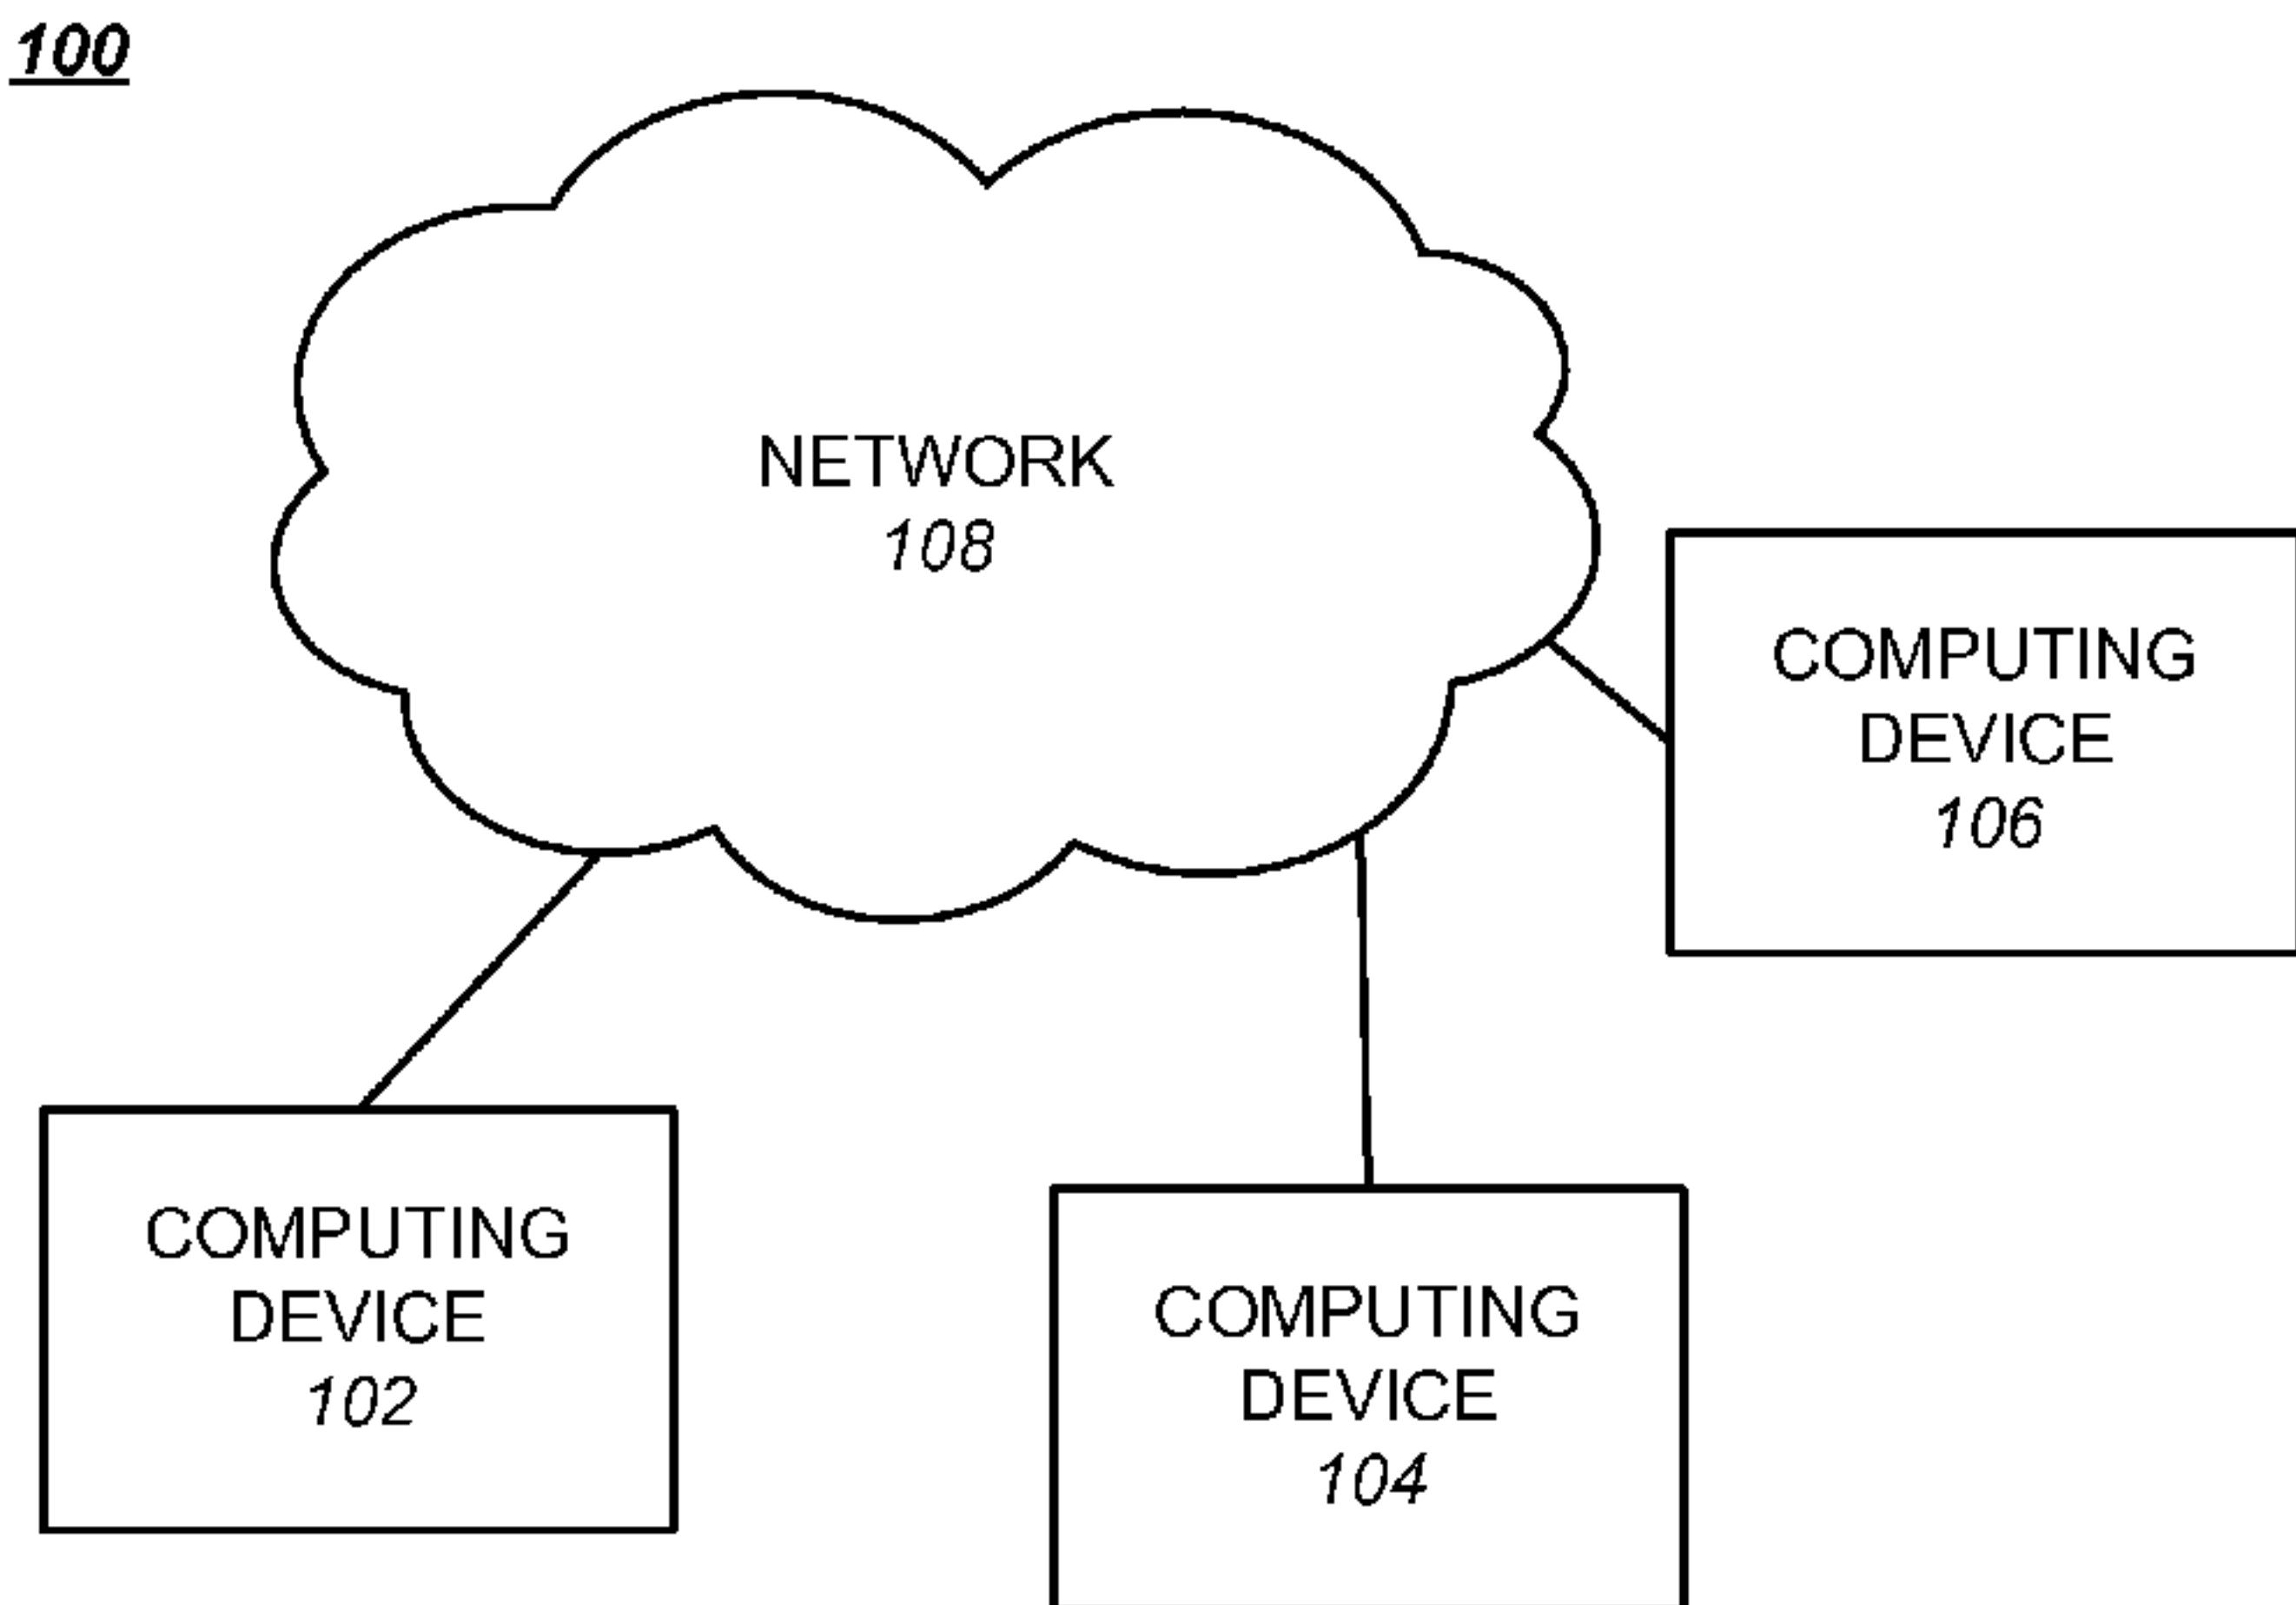 100
NETWORK
108
COMPUTING
DEVICE
106
COMPUTING
DEVICE
102
COMPUTING
DEVICE
104